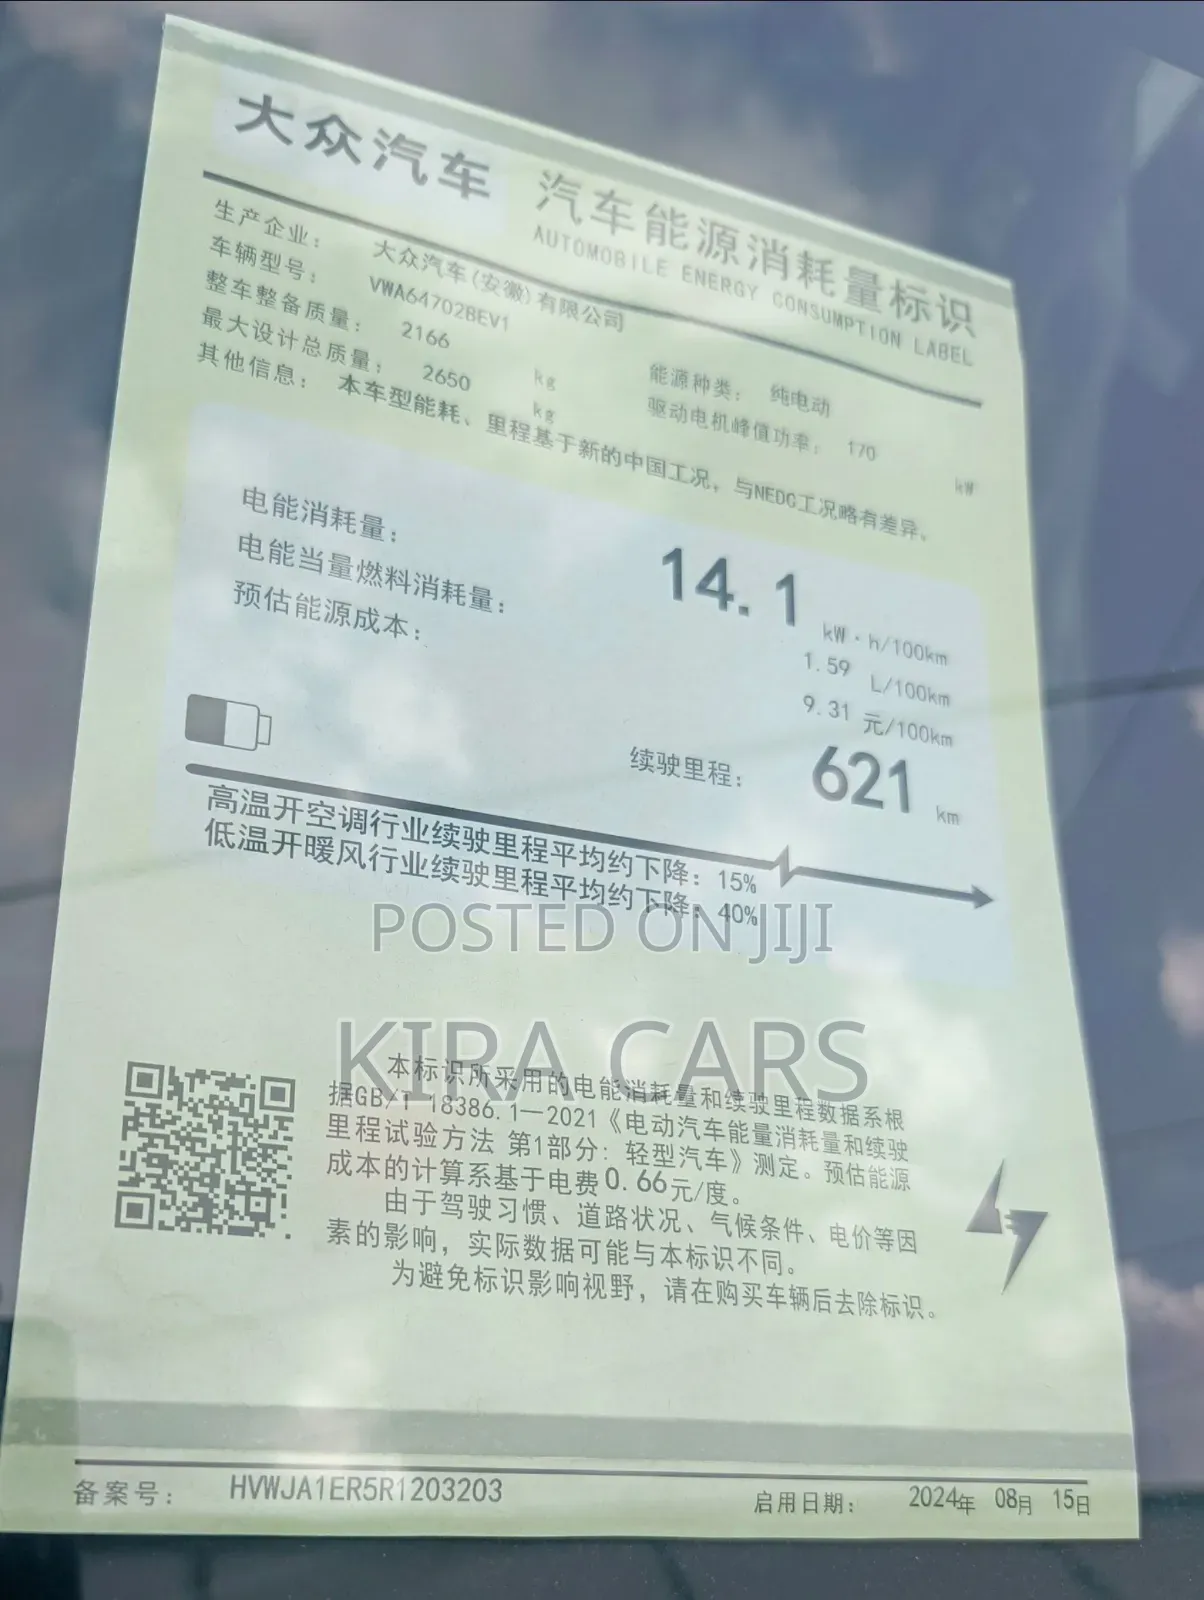 大众汽车 汽车能源消耗量标识
AUTOMOBILE ENERGY CONSUMPTION LABEL
生产企业: 大众汽车(安徽)有限公司
车辆型号: VWA64702BEV1
整车整备质量: 2166 kg 能源种类: 纯电动
最大设计总质量: 2650 kg 驱动电机峰值功率: 170 kW
其他信息: 本车型能耗、里程基于新的中国工况，与NEDC工况略有差异。
电能消耗量: 14.1 kW·h/100km
电能当量燃料消耗量: 1.59 L/100km
预估能源成本: 9.31 元/100km
续驶里程: 621 km
高温开空调行业续驶里程平均约下降: 15%
低温开暖风行业续驶里程平均约下降: 40%
POSTED ON JIJI
KIRA CARS
本标识所采用的电能消耗量和续驶里程数据系根
据GB/T 18386.1—2021《电动汽车能量消耗量和续驶
里程试验方法 第1部分: 轻型汽车》测定。预估能源
成本的计算系基于电费0.66元/度。
由于驾驶习惯、道路状况、气候条件、电价等因
素的影响，实际数据可能与本标识不同。
为避免标识影响视野，请在购买车辆后去除标识。
备案号: HVWJA1ER5R1203203
启用日期: 2024年 08月 15日